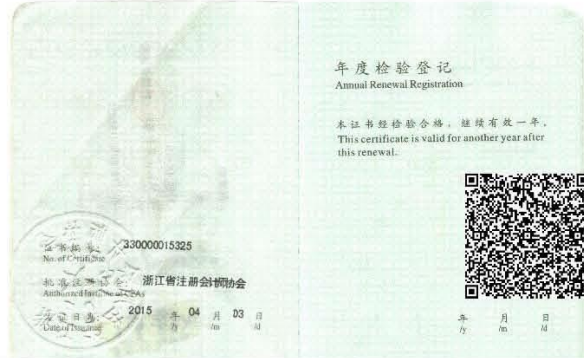 证书编号:
No. of Certificate
330000015325
批准注册协会:
Authorized Institute of CPAs
浙江省注册会计师协会
发证日期:
Date of Issuance
2015 年 04 月 03 日
/y /m /d
年度检验登记
Annual Renewal Registration
本证书经检验合格,继续有效一年。
This certificate is valid for another year after
this renewal.
年 月 日
/y /m /d